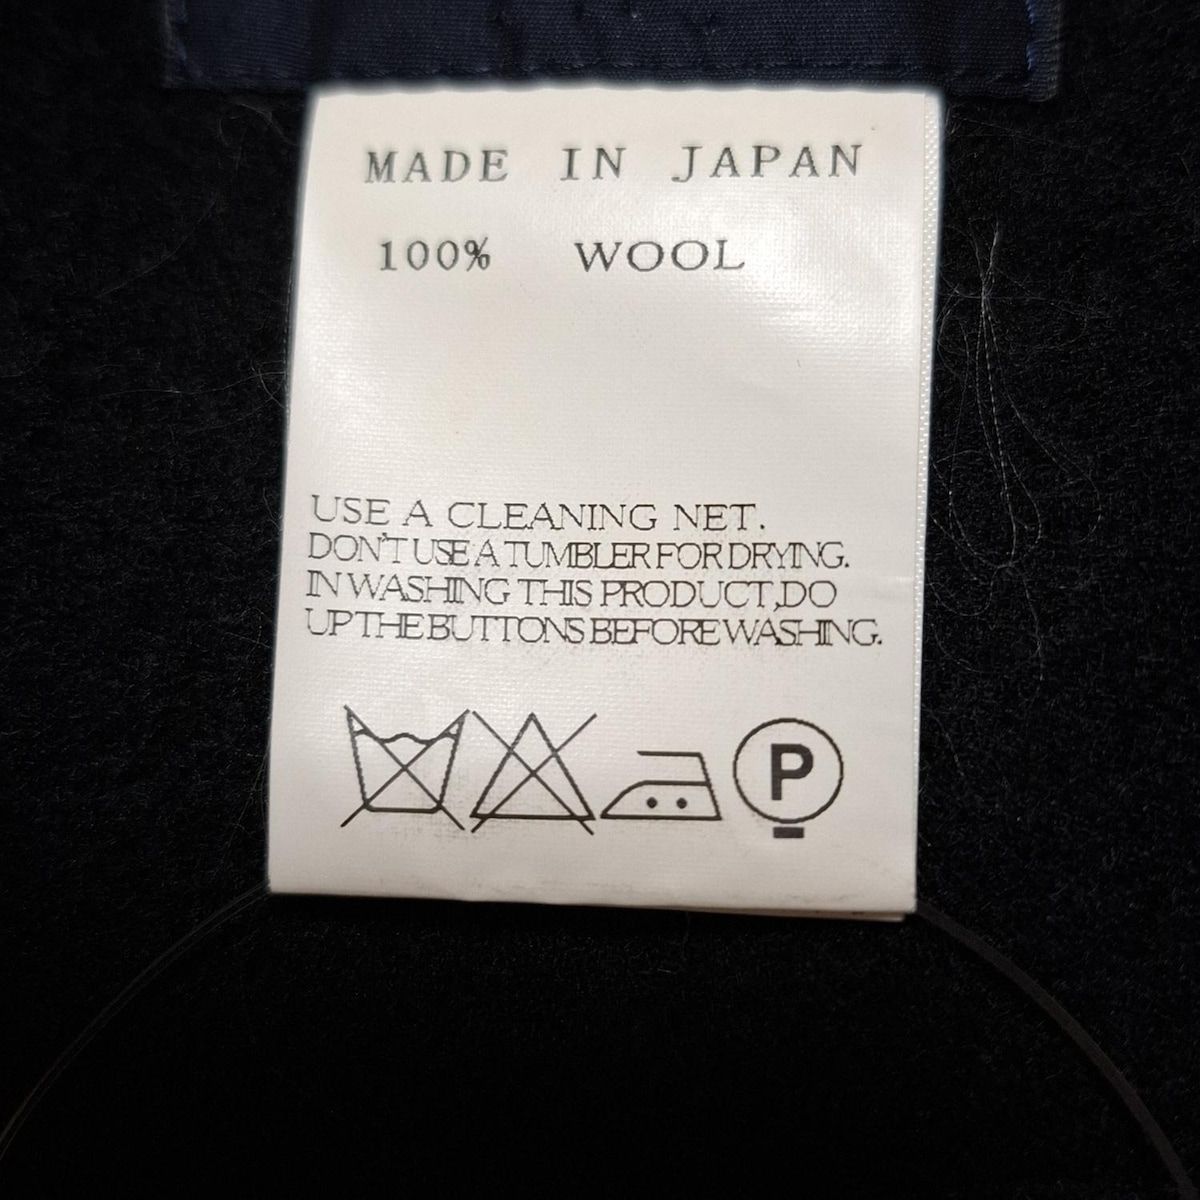 MADE IN JAPAN
100% WOOL
USE A CLEANING NET.
DON'T USE A TUMBLER FOR DRYING.
IN WASHING THIS PRODUCT,DO
UP THE BUTTONS BEFORE WASHING.
P